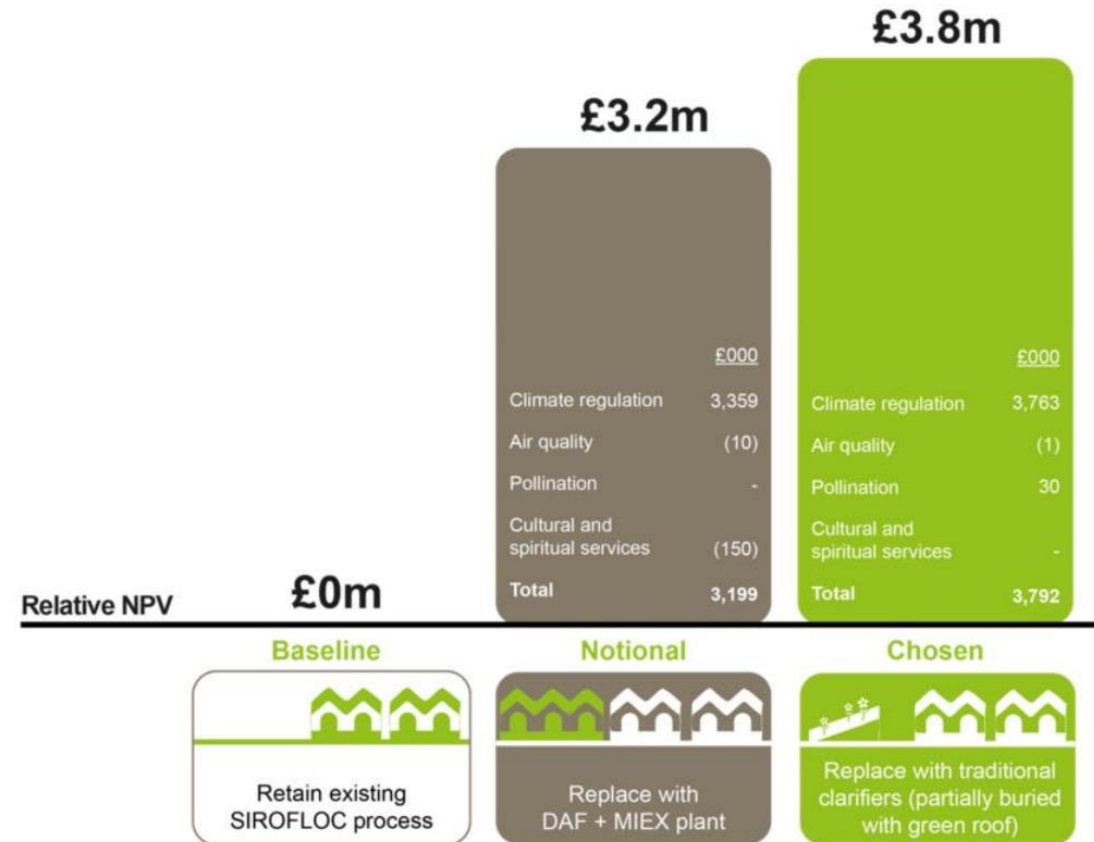 £3.8m
£3.2m
£000
Climate regulation 3,359
Air quality (10)
Pollination -
Cultural and
spiritual services (150)
Total 3,199
£000
Climate regulation 3,763
Air quality (1)
Pollination 30
Cultural and
spiritual services -
Total 3,792
Relative NPV £0m
Baseline
Retain existing
SIROFLOC process
Notional
Replace with
DAF + MIEX plant
Chosen
Replace with traditional
clarifiers (partially buried
with green roof)